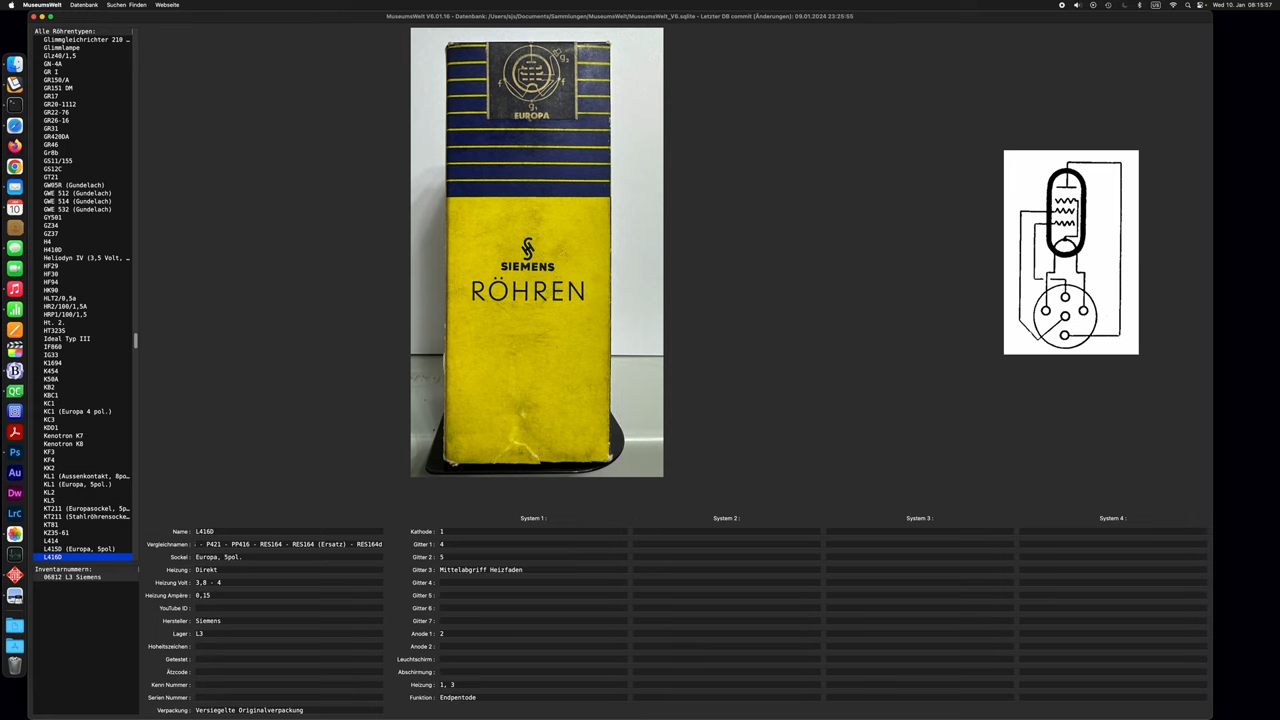 MuseumsWelt Datenbank Suchen Finden Webseite
US
Wed 10. Jan 08:15:57
MuseumsWelt V6.01.16 - Datenbank: /Users/sjs/Documents/Sammlungen/MuseumsWelt/MuseumsWelt_V6.sqlite - Letzter DB commit (Änderungen): 09.01.2024 23:25:55
Alle Röhrentypen:
Glimmgleichrichter 210 …
Glimmlampe
Glz40/1,5
GN-4A
GR I
GR150/A
GR151 DM
GR17
GR20-1112
GR22-76
GR26-16
GR31
GR420DA
GR46
Gr8b
GS11/155
GS12C
GT21
GW05R (Gundelach)
GWE 512 (Gundelach)
GWE 514 (Gundelach)
GWE 532 (Gundelach)
GY501
GZ34
GZ37
H4
H410D
Heliodyn IV (3,5 Volt, …
HF29
HF30
HF94
HK90
HLT2/0,5a
HR2/100/1,5A
HRP1/100/1,5
Ht. 2.
HT323S
Ideal Typ III
IF860
IG33
K1694
K454
K50A
KB2
KBC1
KC1
KC1 (Europa 4 pol.)
KC3
KDD1
Kenotron K7
Kenotron K8
KF3
KF4
KK2
KL1 (Aussenkontakt, 8po…
KL1 (Europa, 5pol.)
KL2
KL5
KT211 (Europasockel, 5p…
KT211 (Stahlröhrensocke…
KT81
KZ35-61
L414
L415D (Europa, 5pol)
L416D
Inventarnummern:
06812 L3 Siemens
g₂
f f
g₁
EUROPA
SIEMENS
RÖHREN
System 1 : System 2 : System 3 : System 4 :
Name : L416D
Vergleichnamen : - P421 - PP416 - RES164 - RES164 (Ersatz) - RES164d
Sockel : Europa, 5pol.
Heizung : Direkt
Heizung Volt : 3,8 - 4
Heizung Ampère : 0,15
YouTube ID :
Hersteller : Siemens
Lager : L3
Hoheitszeichen :
Getestet :
Ätzcode :
Kenn Nummer :
Serien Nummer :
Verpackung : Versiegelte Originalverpackung
Kathode : 1
Gitter 1 : 4
Gitter 2 : 5
Gitter 3 : Mittelabgriff Heizfaden
Gitter 4 :
Gitter 5 :
Gitter 6 :
Gitter 7 :
Anode 1 : 2
Anode 2 :
Leuchtschirm :
Abschirmung :
Heizung : 1, 3
Funktion : Endpentode
10
QC
Ps
Au
Dw
LrC